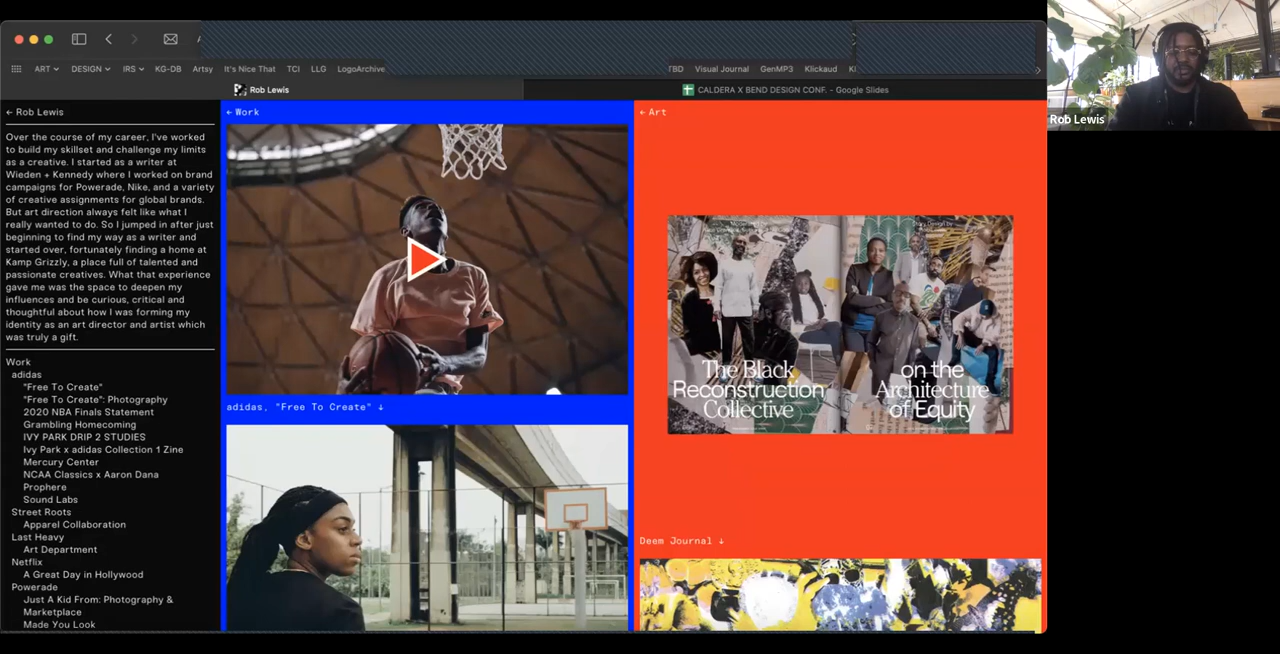 ART DESIGN IRS KG-DB Artsy It's Nice That TCI LLG LogoArchive TBD Visual Journal GenMP3 Klickaud
Rob Lewis
CALDERA X BEND DESIGN CONF. - Google Slides
← Rob Lewis
Over the course of my career, I've worked
to build my skillset and challenge my limits
as a creative. I started as a writer at
Wieden + Kennedy where I worked on brand
campaigns for Powerade, Nike, and a variety
of creative assignments for global brands.
But art direction always felt like what I
really wanted to do. So I jumped in after just
beginning to find my way as a writer and
started over, fortunately finding a home at
Kamp Grizzly, a place full of talented and
passionate creatives. What that experience
gave me was the space to deepen my
influences and be curious, critical and
thoughtful about how I was forming my
identity as an art director and artist which
was truly a gift.
Work
adidas
"Free To Create"
"Free To Create": Photography
2020 NBA Finals Statement
Grambling Homecoming
IVY PARK DRIP 2 STUDIES
Ivy Park x adidas Collection 1 Zine
Mercury Center
NCAA Classics x Aaron Dana
Prophere
Sound Labs
Street Roots
Apparel Collaboration
Last Heavy
Art Department
Netflix
A Great Day in Hollywood
Powerade
Just A Kid From: Photography &
Marketplace
Made You Look
← Work
adidas, "Free To Create" ↓
← Art
The Black
Reconstruction
Collective
on the
Architecture
of Equity
Deem Journal ↓
Rob Lewis